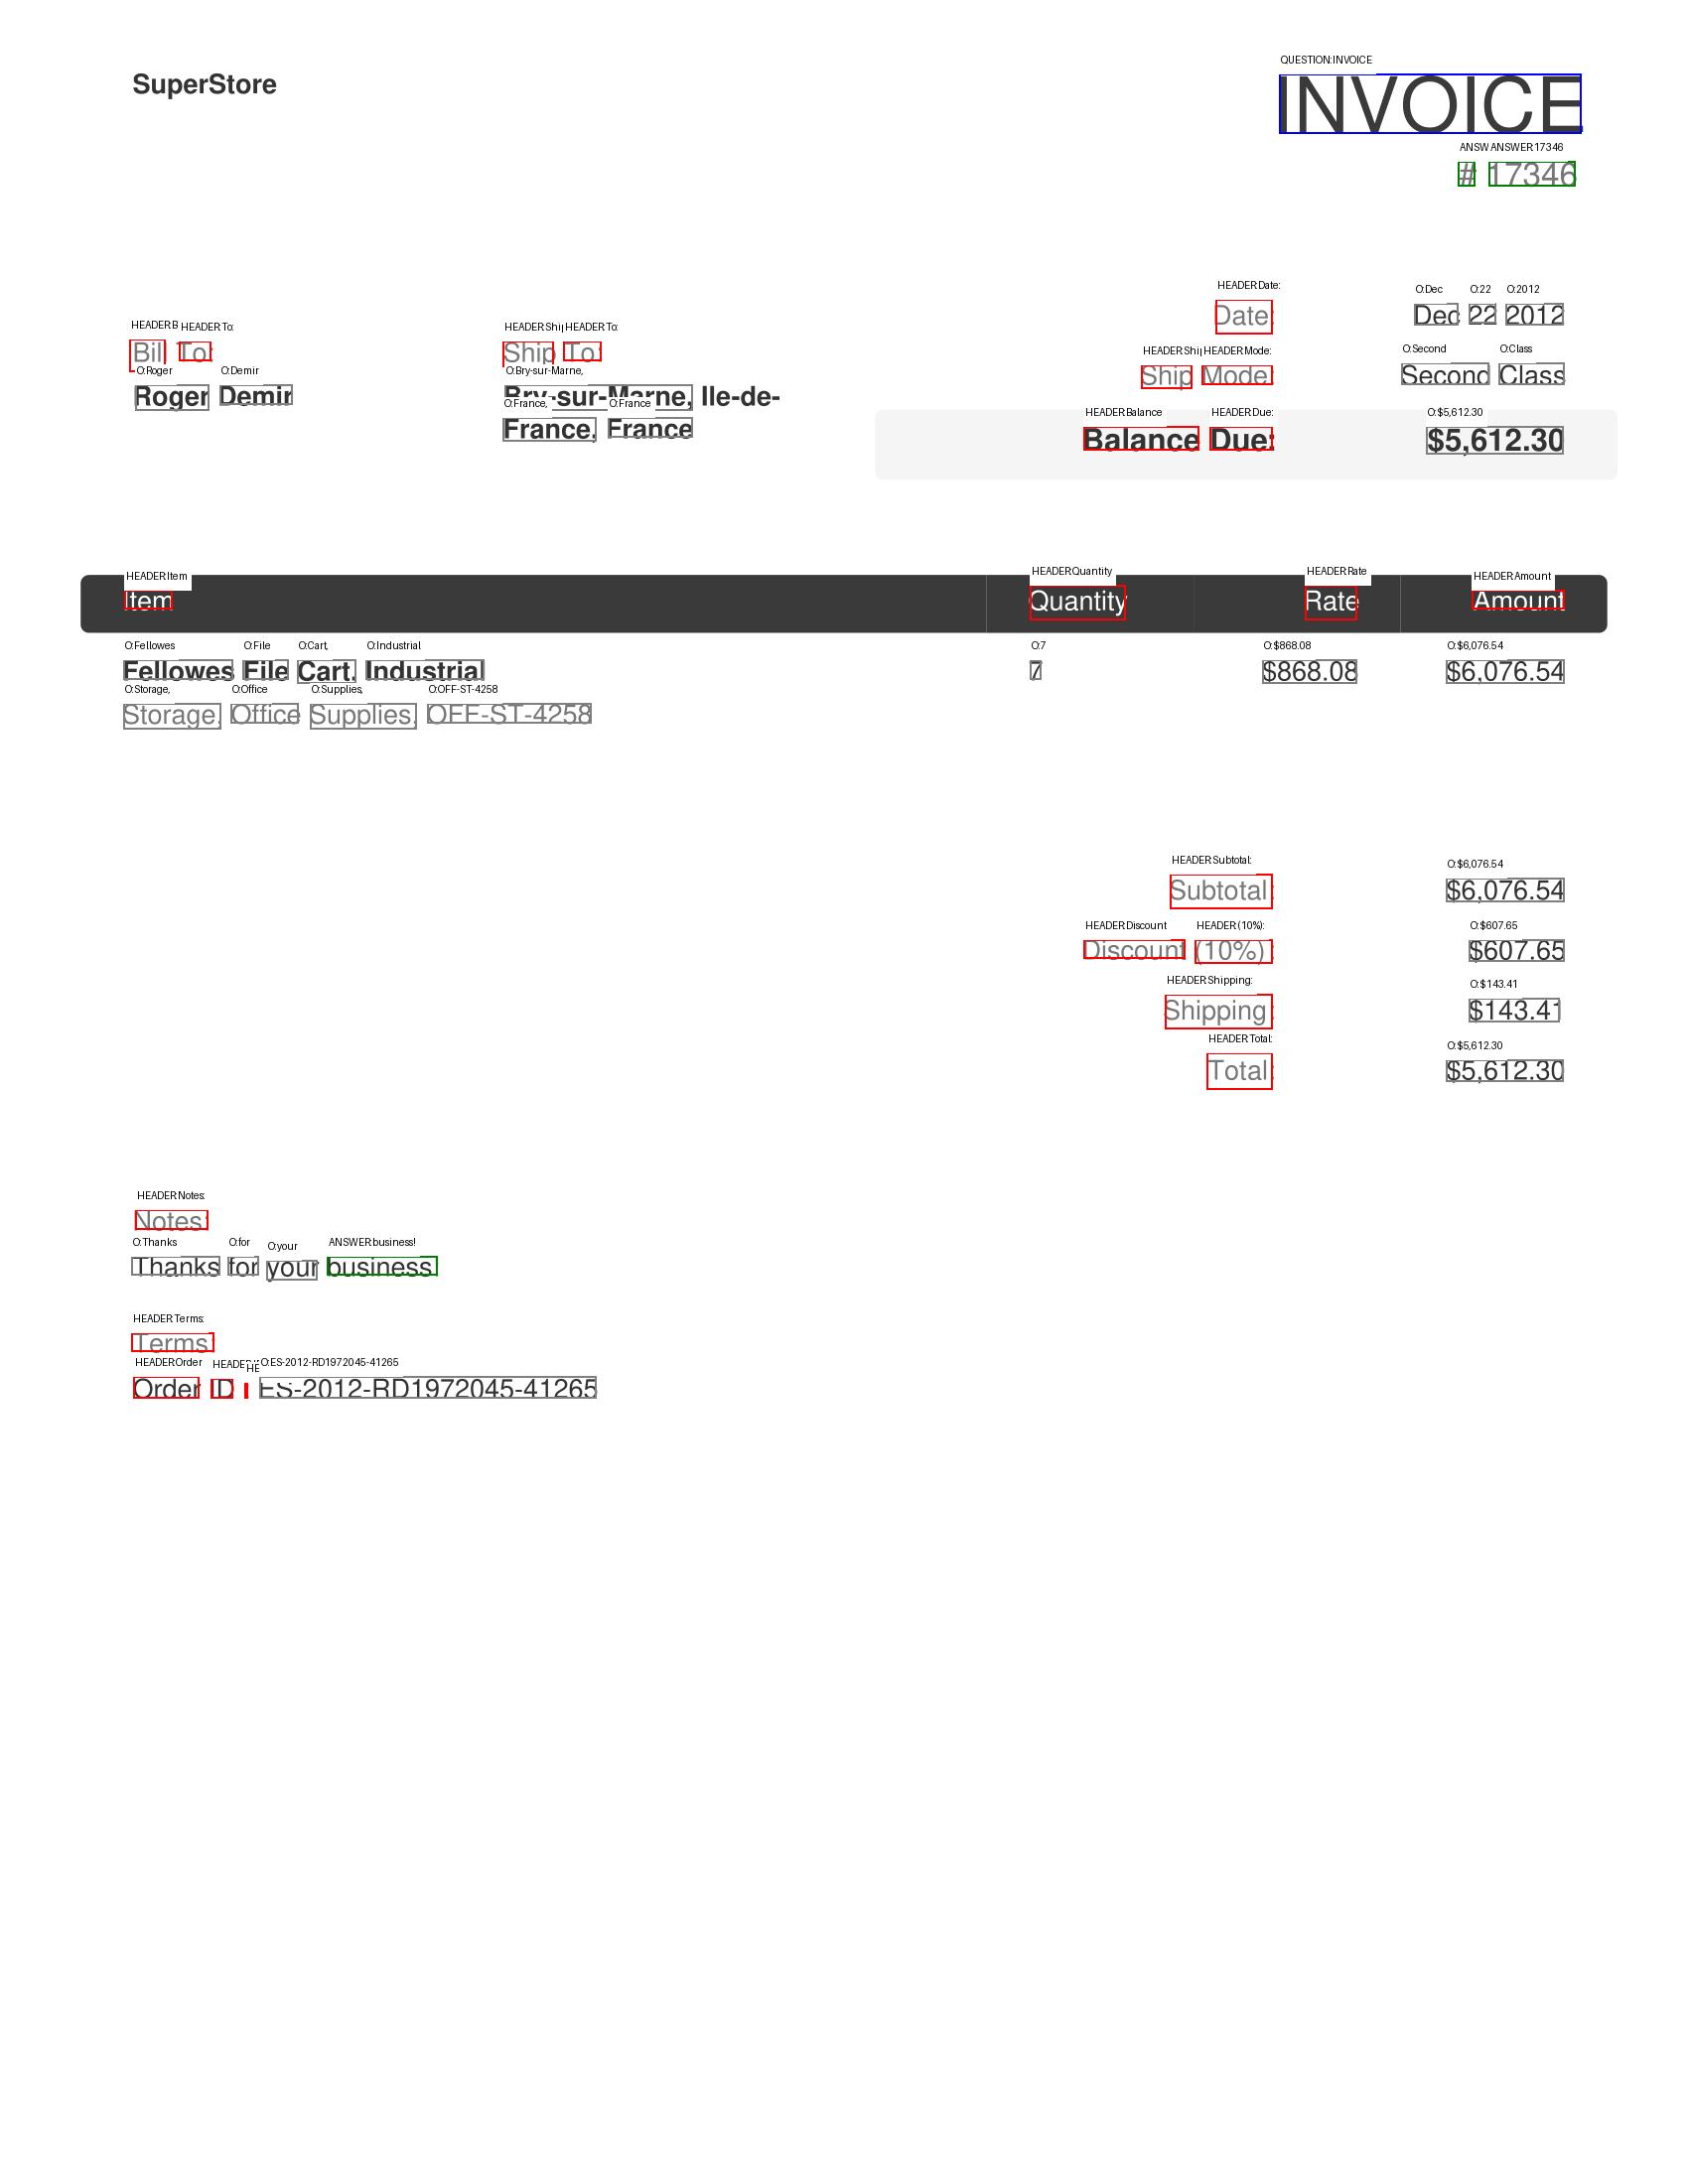 SuperStore
QUESTION:INVOICE
INVOICE
ANSW ANSWER:17346
# 17346
HEADER:Date: O:Dec O:22 O:2012
Date: Dec 22 2012
HEADER:B HEADER:To: HEADER:Ship HEADER:To:
Bill To: Ship To:
HEADER:Ship HEADER:Mode: O:Second O:Class
Ship Mode: Second Class
O:Roger O:Demir O:Bry-sur-Marne,
Roger Demir Bry-sur-Marne, Ile-de-
O:France, O:France
France, France
HEADER:Balance HEADER:Due: O:$5,612.30
Balance Due: $5,612.30
HEADER:Item HEADER:Quantity HEADER:Rate HEADER:Amount
Item Quantity Rate Amount
O:Fellowes O:File O:Cart, O:Industrial O:7 O:$868.08 O:$6,076.54
Fellowes File Cart, Industrial 7 $868.08 $6,076.54
O:Storage, O:Office O:Supplies, O:OFF-ST-4258
Storage, Office Supplies, OFF-ST-4258
HEADER:Subtotal: O:$6,076.54
Subtotal: $6,076.54
HEADER:Discount HEADER:(10%): O:$607.65
Discount (10%): $607.65
HEADER:Shipping: O:$143.41
Shipping: $143.41
HEADER:Total: O:$5,612.30
Total: $5,612.30
HEADER:Notes:
Notes:
O:Thanks O:for O:your ANSWER:business!
Thanks for your business!
HEADER:Terms:
Terms:
HEADER:Order HEADE HE O:ES-2012-RD1972045-41265
Order ID : ES-2012-RD1972045-41265